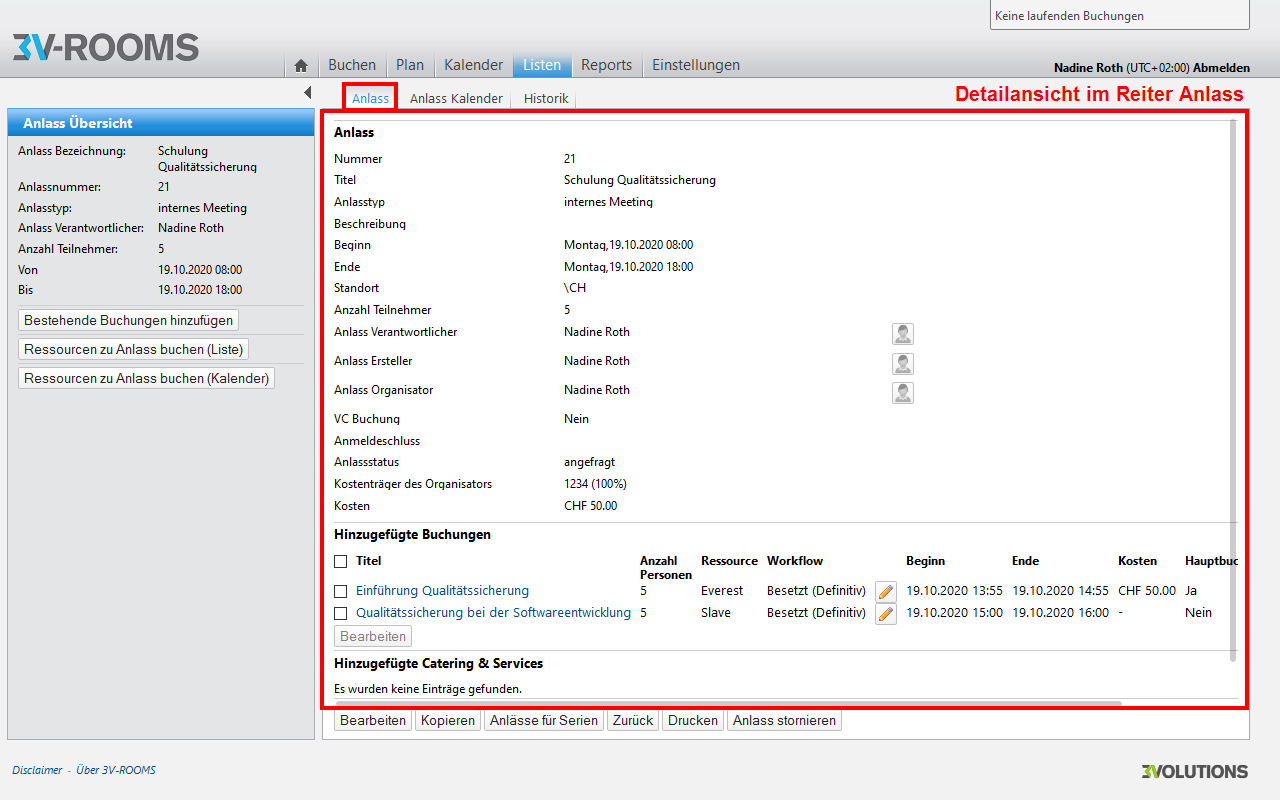 Keine laufenden Buchungen
3V-ROOMS
Buchen Plan Kalender Listen Reports Einstellungen
Nadine Roth (UTC+02:00) Abmelden
Anlass Anlass Kalender Historik
Detailansicht im Reiter Anlass
Anlass Übersicht
Anlass Bezeichnung: Schulung
Qualitätssicherung
Anlassnummer: 21
Anlasstyp: internes Meeting
Anlass Verantwortlicher: Nadine Roth
Anzahl Teilnehmer: 5
Von 19.10.2020 08:00
Bis 19.10.2020 18:00
Bestehende Buchungen hinzufügen
Ressourcen zu Anlass buchen (Liste)
Ressourcen zu Anlass buchen (Kalender)
Anlass
Nummer 21
Titel Schulung Qualitätssicherung
Anlasstyp internes Meeting
Beschreibung
Beginn Montag,19.10.2020 08:00
Ende Montag,19.10.2020 18:00
Standort \CH
Anzahl Teilnehmer 5
Anlass Verantwortlicher Nadine Roth
Anlass Ersteller Nadine Roth
Anlass Organisator Nadine Roth
VC Buchung Nein
Anmeldeschluss
Anlassstatus angefragt
Kostenträger des Organisators 1234 (100%)
Kosten CHF 50.00
Hinzugefügte Buchungen
Titel Anzahl Personen Ressource Workflow Beginn Ende Kosten Hauptbuc
Einführung Qualitätssicherung 5 Everest Besetzt (Definitiv) 19.10.2020 13:55 19.10.2020 14:55 CHF 50.00 Ja
Qualitätssicherung bei der Softwareentwicklung 5 Slave Besetzt (Definitiv) 19.10.2020 15:00 19.10.2020 16:00 - Nein
Bearbeiten
Hinzugefügte Catering & Services
Es wurden keine Einträge gefunden.
Bearbeiten Kopieren Anlässe für Serien Zurück Drucken Anlass stornieren
Disclaimer - Über 3V-ROOMS
3VOLUTIONS